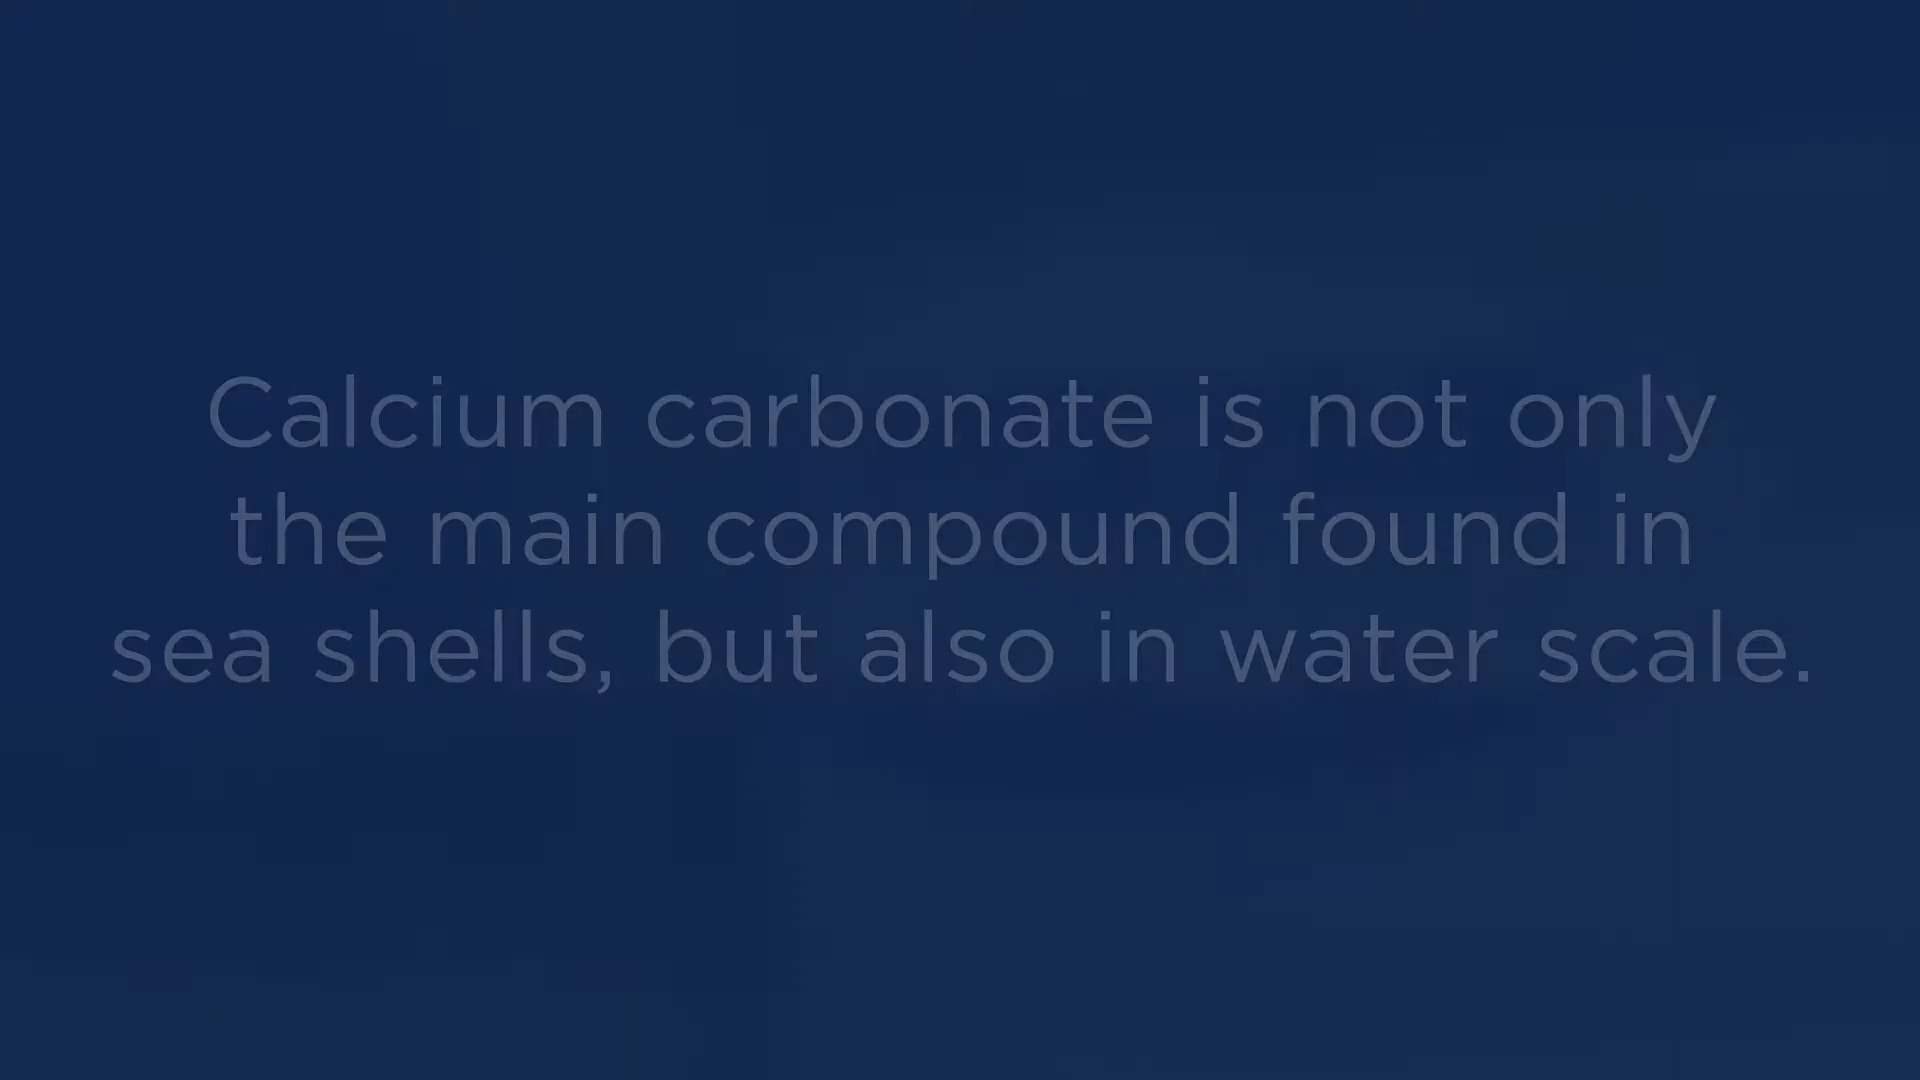 Calcium carbonate is not only
the main compound found in
sea shells, but also in water scale.